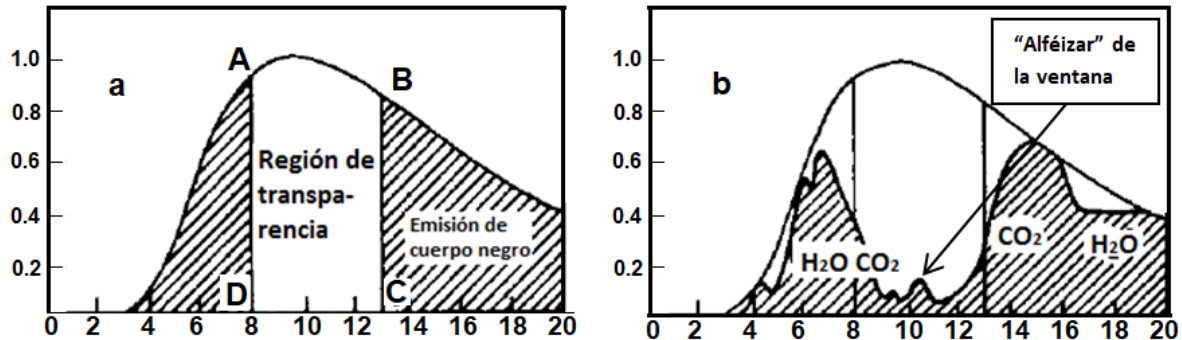 1.0
0.8
0.6
0.4
0.2
a
A
B
D
C
Región de
transpa-
rencia
Emisión de
cuerpo negro
0 2 4 6 8 10 12 14 16 18 20
1.0
0.8
0.6
0.4
0.2
b
“Alféizar” de
la ventana
H2O CO2
CO2
H2O
0 2 4 6 8 10 12 14 16 18 20